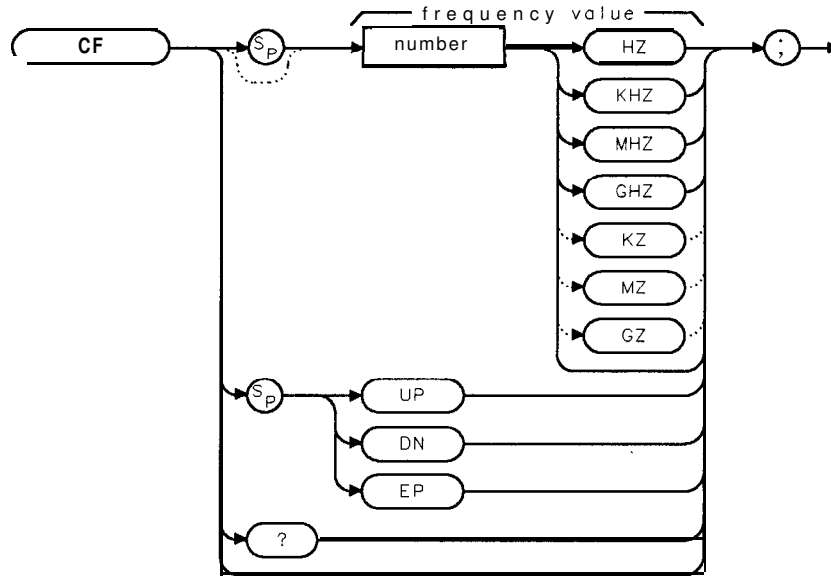 frequency value
CF
SP
number
HZ
;
KHZ
MHZ
GHZ
KZ
MZ
GZ
SP
UP
DN
EP
?